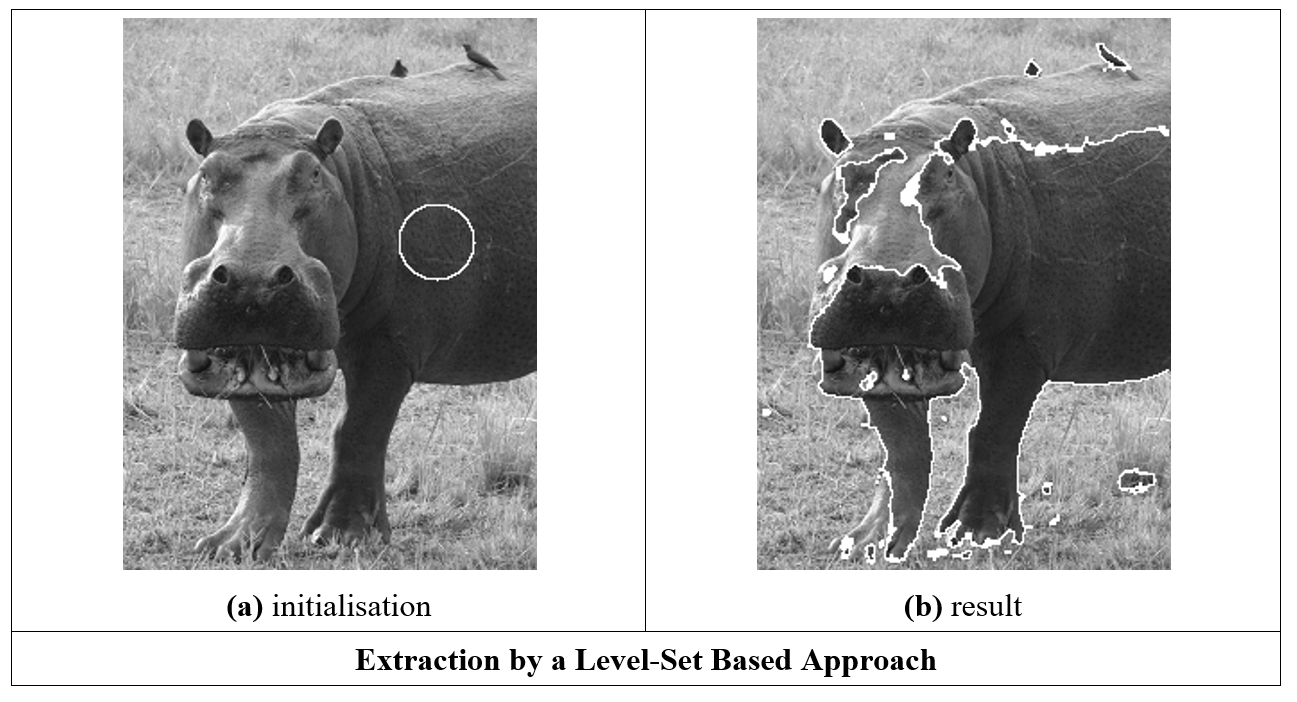 (a) initialisation
(b) result
Extraction by a Level-Set Based Approach